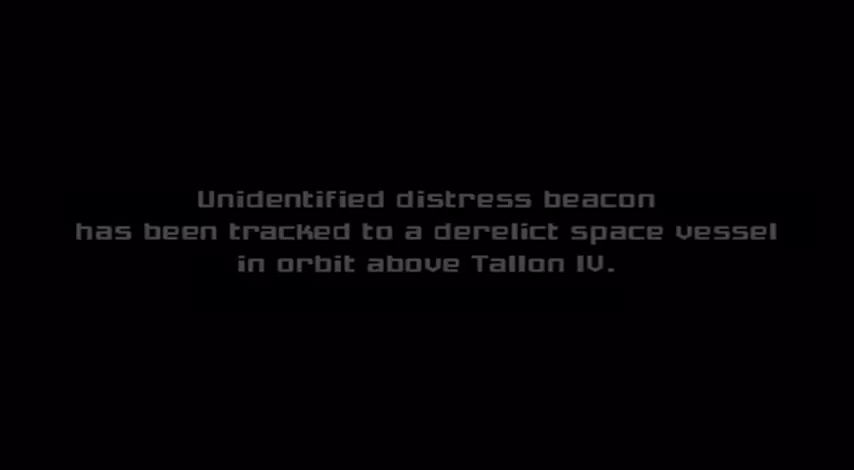 Unidentified distress beacon
has been tracked to a derelict space vessel
in orbit above Tallon IV.